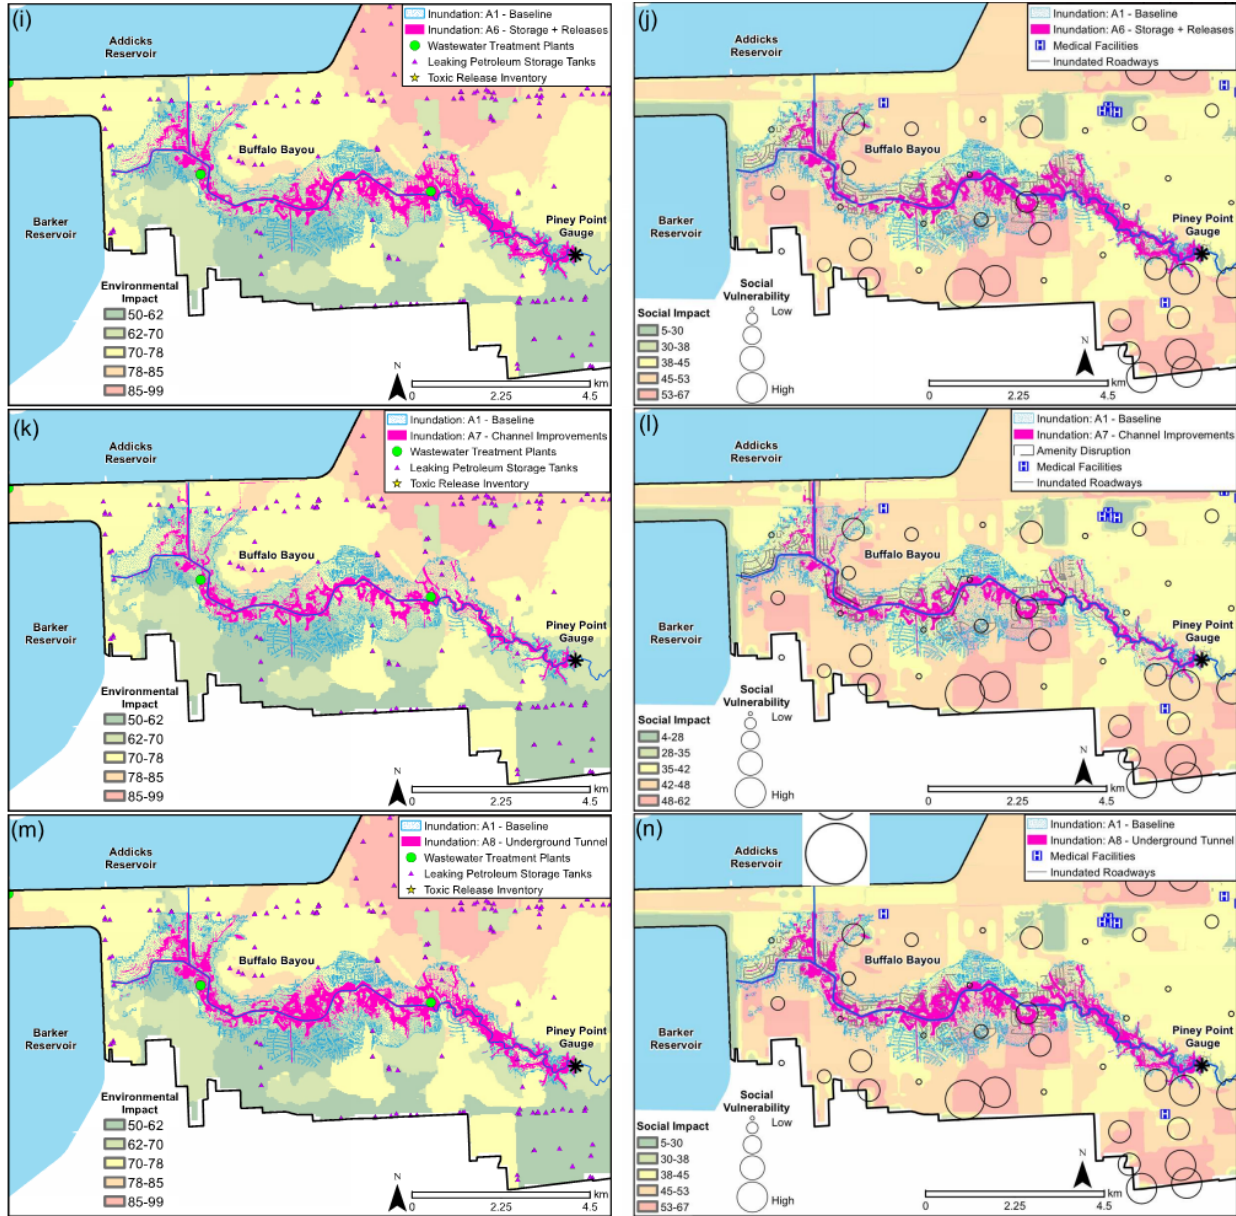 (i)
Inundation: A1 - Baseline
Inundation: A6 - Storage + Releases
Wastewater Treatment Plants
Leaking Petroleum Storage Tanks
Toxic Release Inventory
Addicks
Reservoir
Buffalo Bayou
Barker
Reservoir
Piney Point
Gauge
Environmental
Impact
50-62
62-70
70-78
78-85
85-99
N
km
0
2.25
4.5
(j)
Inundation: A1 - Baseline
Inundation: A6 - Storage + Releases
H Medical Facilities
Inundated Roadways
Addicks
Reservoir
H
H
H
H
H
H
Buffalo Bayou
Barker
Reservoir
Piney Point
Gauge
H
Social
Vulnerability
Low
High
Social Impact
5-30
30-38
38-45
45-53
53-67
N
km
0
2.25
4.5
(k)
Inundation: A1 - Baseline
Inundation: A7 - Channel Improvements
Wastewater Treatment Plants
Leaking Petroleum Storage Tanks
Toxic Release Inventory
Addicks
Reservoir
Buffalo Bayou
Barker
Reservoir
Piney Point
Gauge
Environmental
Impact
50-62
62-70
70-78
78-85
85-99
N
km
0
2.25
4.5
(l)
Inundation: A1 - Baseline
Inundation: A7 - Channel Improvements
Amenity Disruption
H Medical Facilities
Inundated Roadways
Addicks
Reservoir
H
H
H
H
H
H
Buffalo Bayou
Barker
Reservoir
Piney Point
Gauge
H
Social
Vulnerability
Low
High
Social Impact
4-28
28-35
35-42
42-48
48-62
N
km
0
2.25
4.5
(m)
Inundation: A1 - Baseline
Inundation: A8 - Underground Tunnel
Wastewater Treatment Plants
Leaking Petroleum Storage Tanks
Toxic Release Inventory
Addicks
Reservoir
Buffalo Bayou
Barker
Reservoir
Piney Point
Gauge
Environmental
Impact
50-62
62-70
70-78
78-85
85-99
N
km
0
2.25
4.5
(n)
Inundation: A1 - Baseline
Inundation: A8 - Underground Tunnel
H Medical Facilities
Inundated Roadways
Addicks
Reservoir
H
H
H
H
H
H
Buffalo Bayou
Barker
Reservoir
Piney Point
Gauge
H
Social
Vulnerability
Low
High
Social Impact
5-30
30-38
38-45
45-53
53-67
N
km
0
2.25
4.5